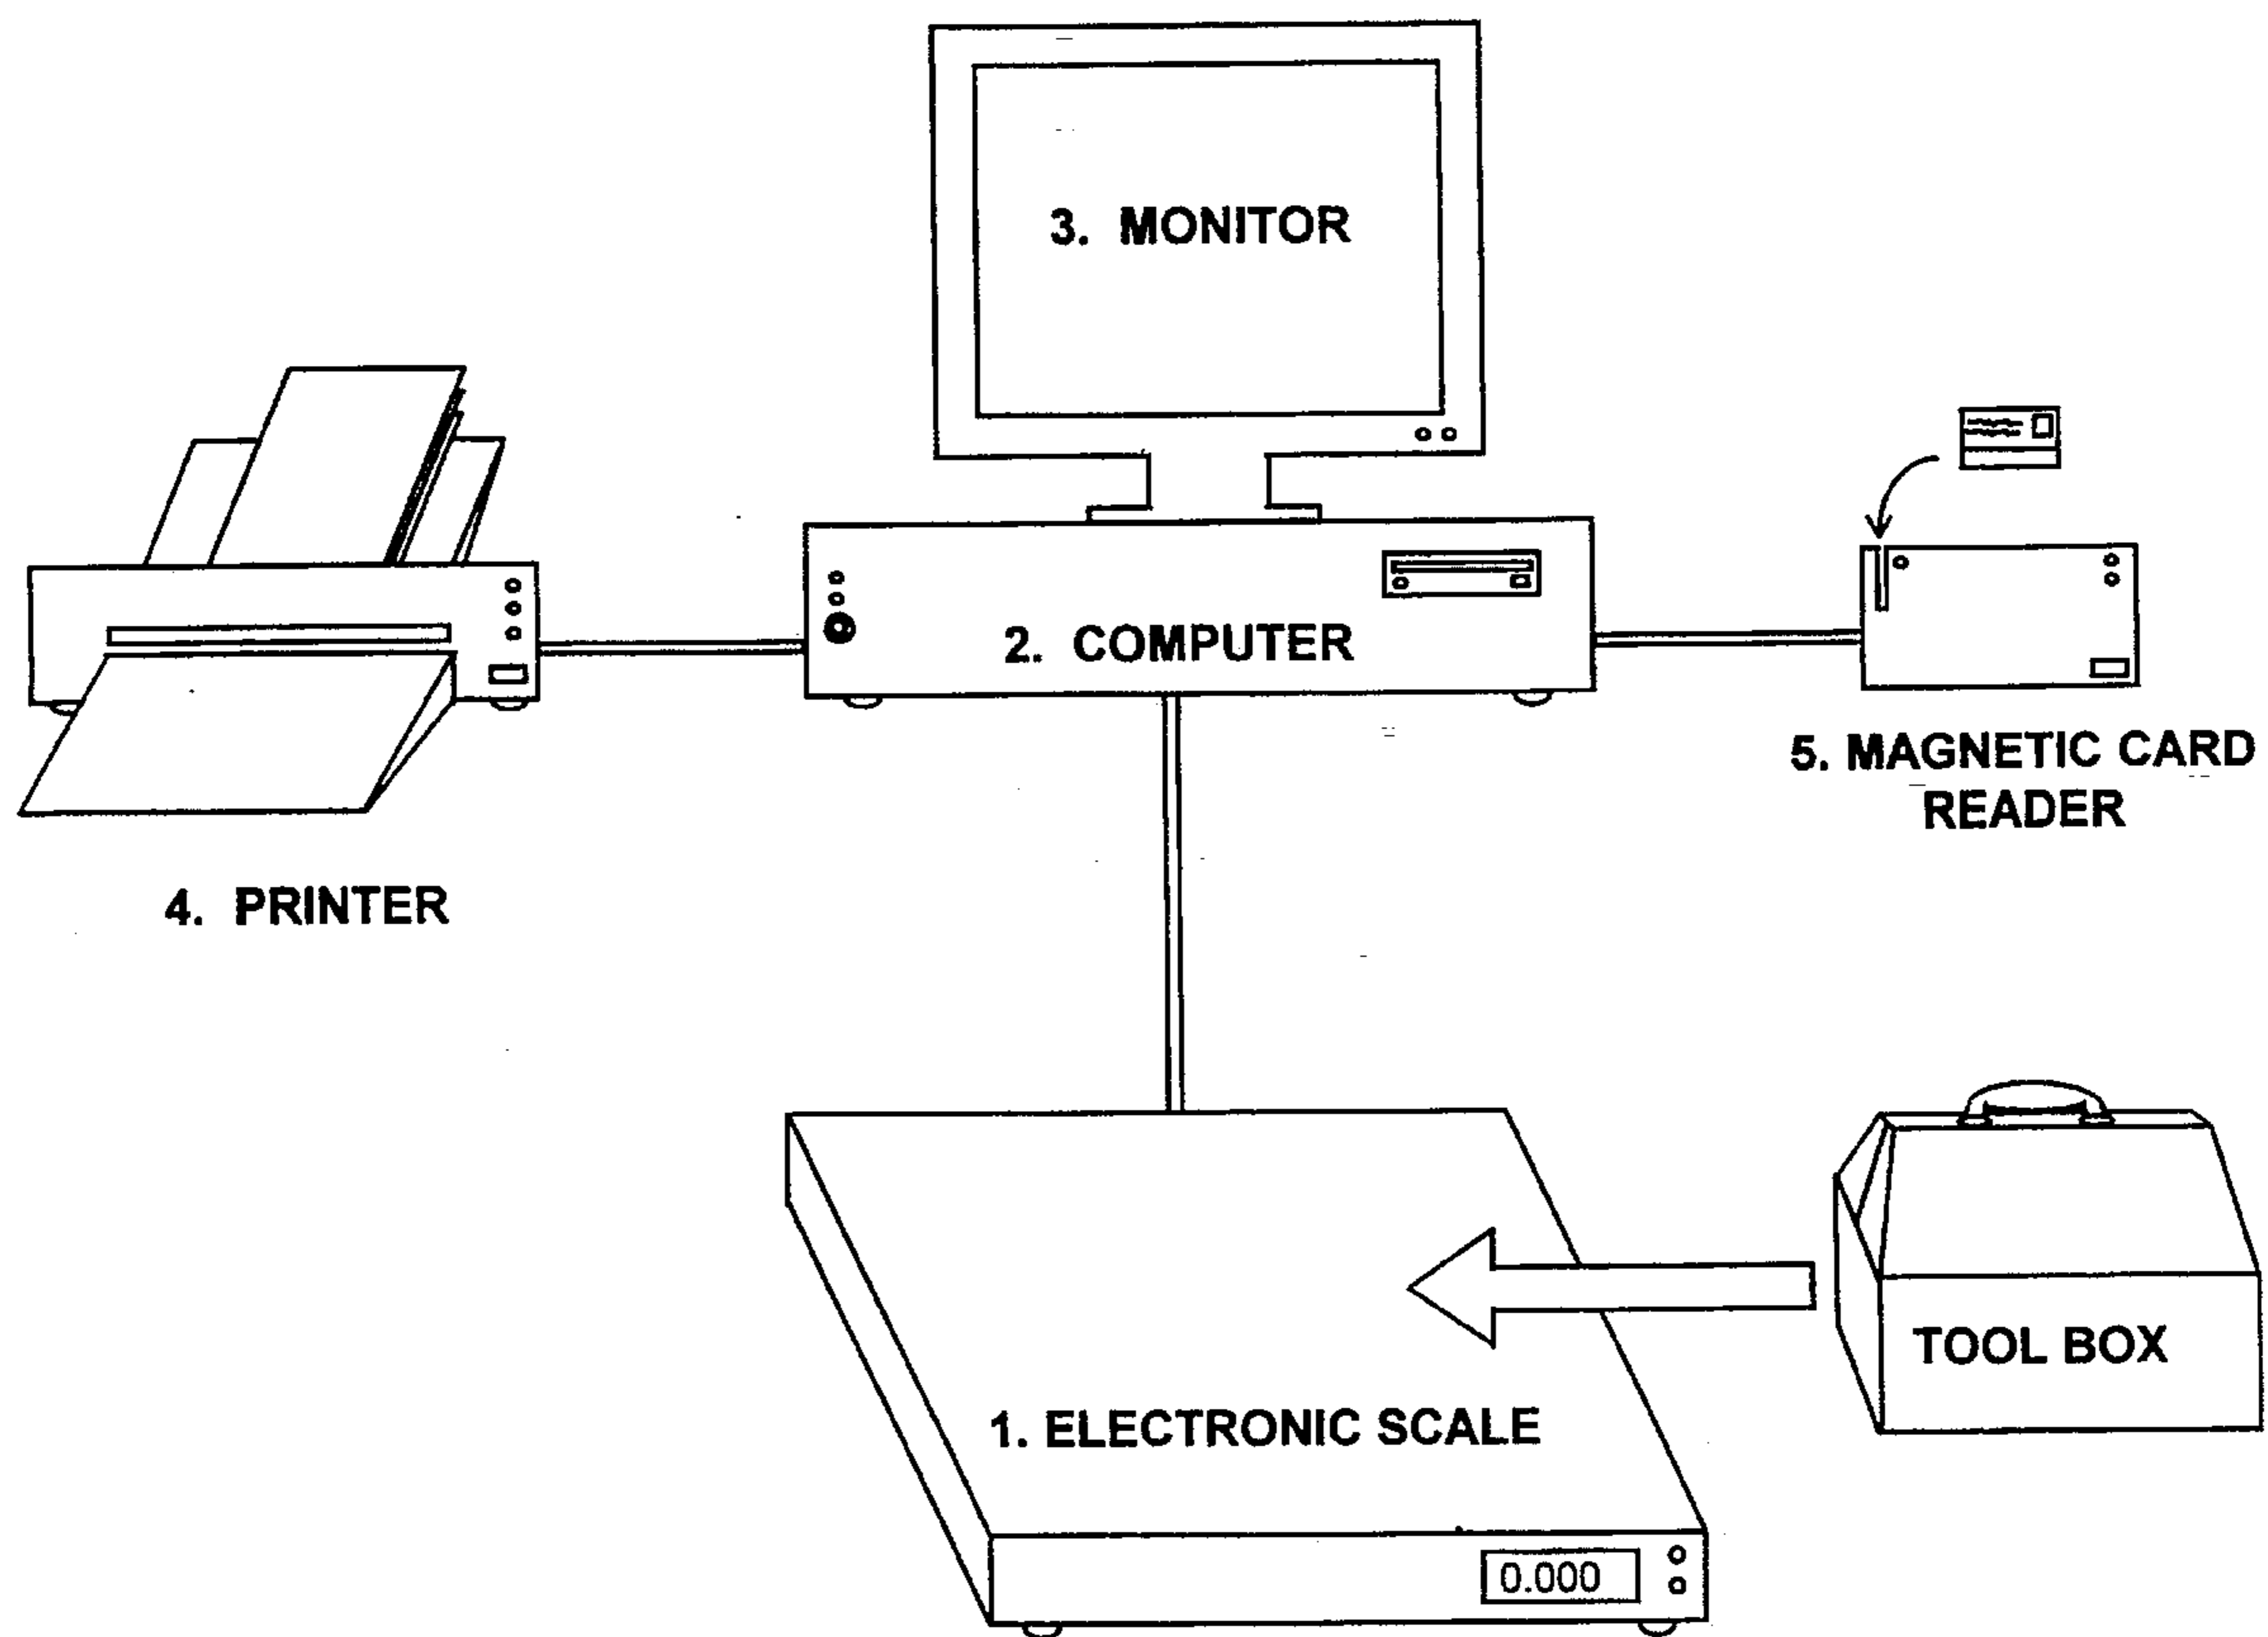 3. MONITOR
2. COMPUTER
5. MAGNETIC CARD
READER
4. PRINTER
TOOL BOX
1. ELECTRONIC SCALE
0.000